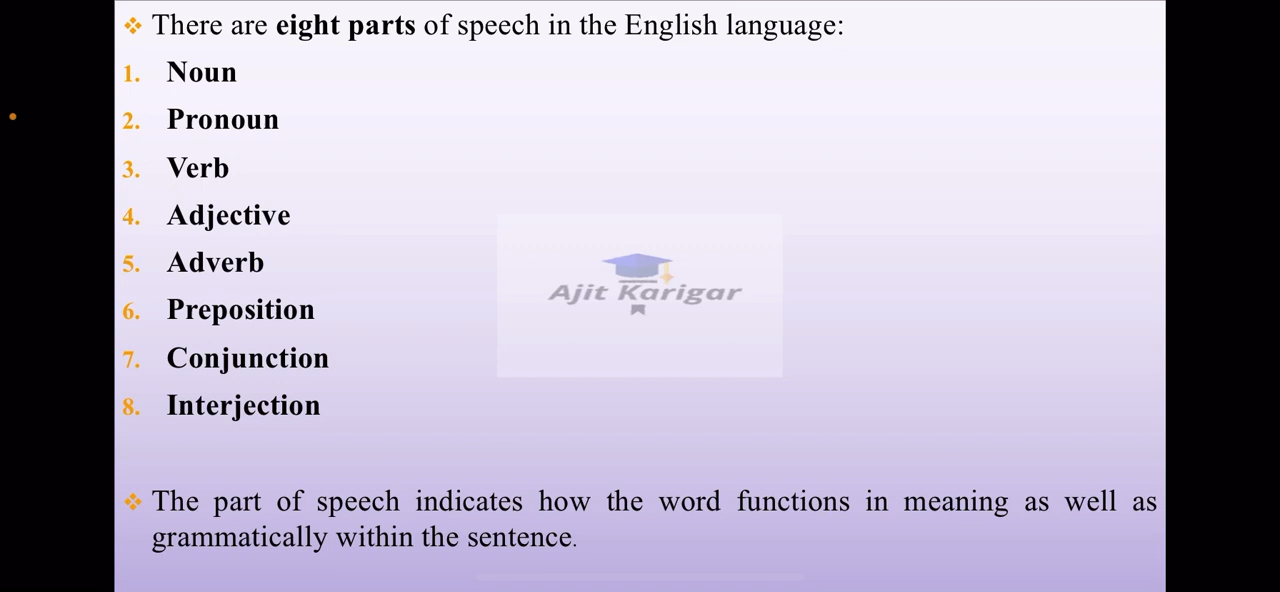 ❖ There are eight parts of speech in the English language:
1. Noun
2. Pronoun
3. Verb
4. Adjective
5. Adverb
Ajit Karigar
6. Preposition
7. Conjunction
8. Interjection
❖ The part of speech indicates how the word functions in meaning as well as
grammatically within the sentence.